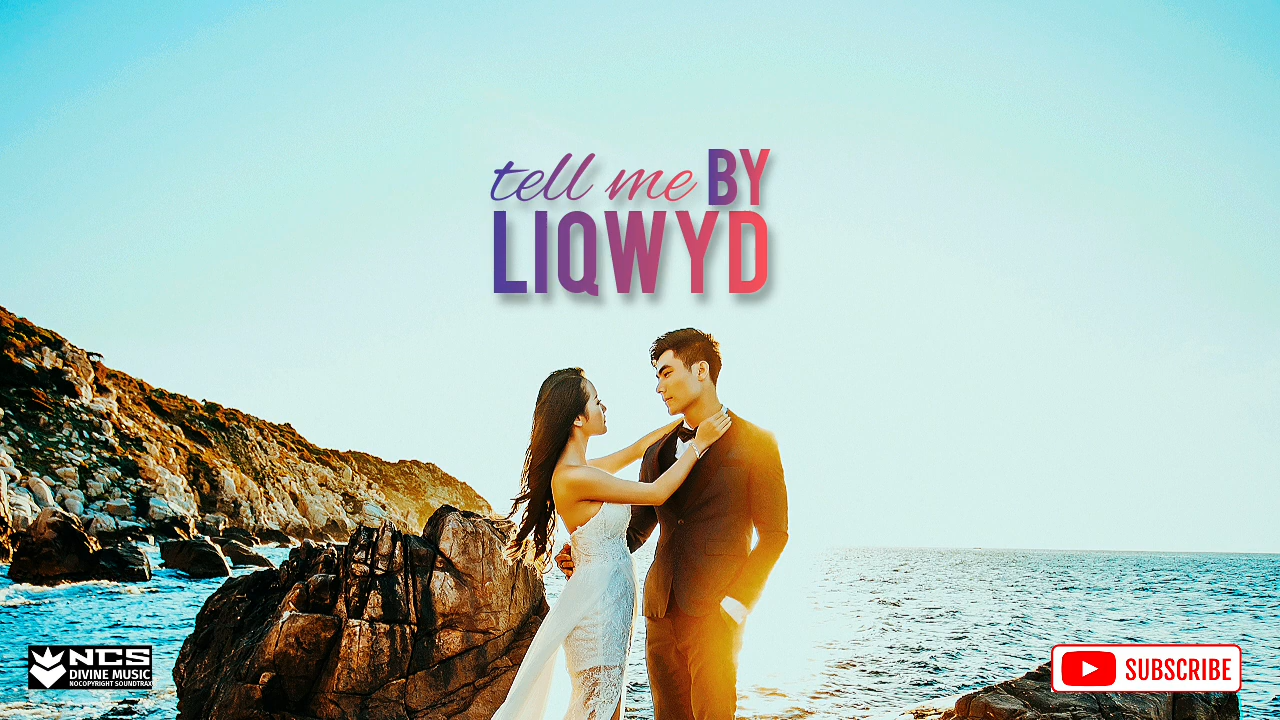 tell me BY
LIQWYD
NCS
DIVINE MUSIC
NOCOPYRIGHT SOUNDTRAX
SUBSCRIBE